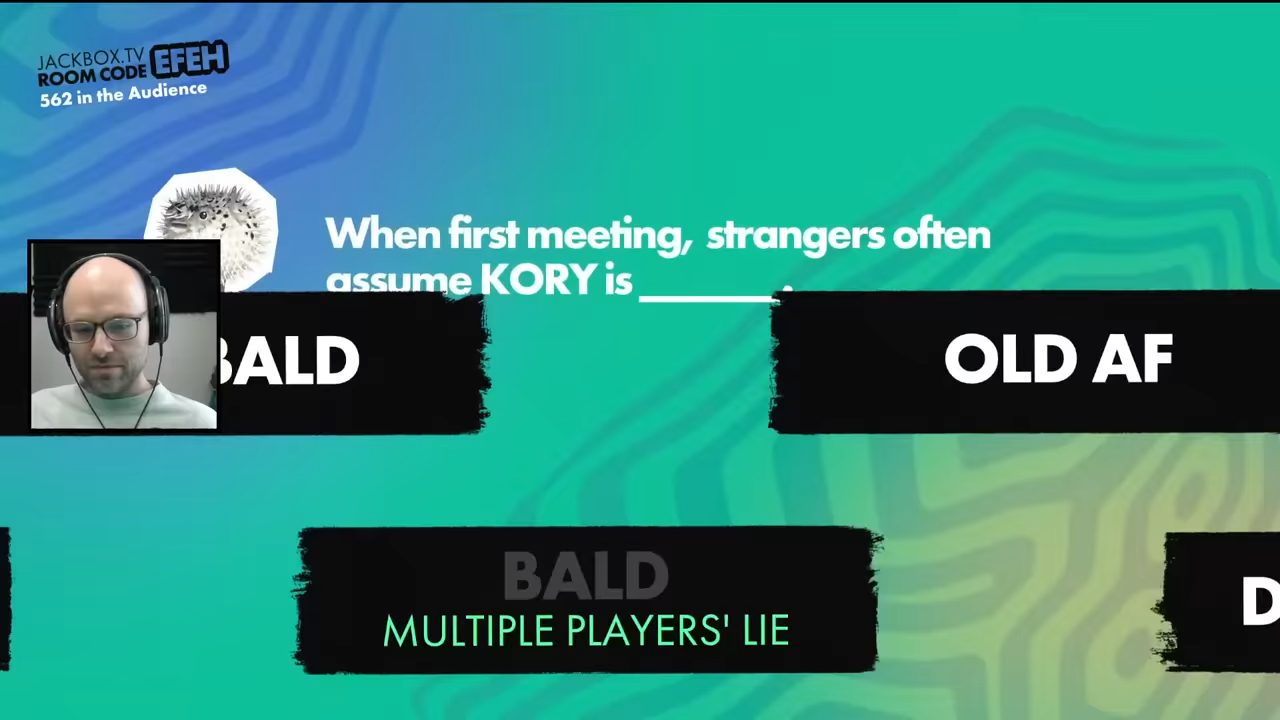 JACKBOX.TV
ROOM CODE EFEH
562 in the Audience
When first meeting, strangers often
assume KORY is ______.
BALD
OLD AF
BALD
MULTIPLE PLAYERS' LIE
D